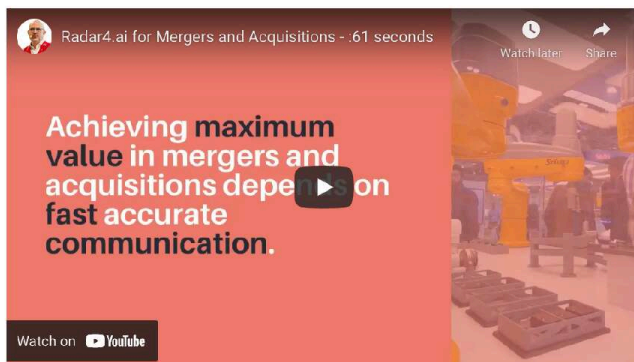 Radar4.ai for Mergers and Acquisitions - :61 seconds
Watch later
Share
Achieving maximum
value in mergers and
acquisitions depends on
fast accurate
communication.
Watch on YouTube